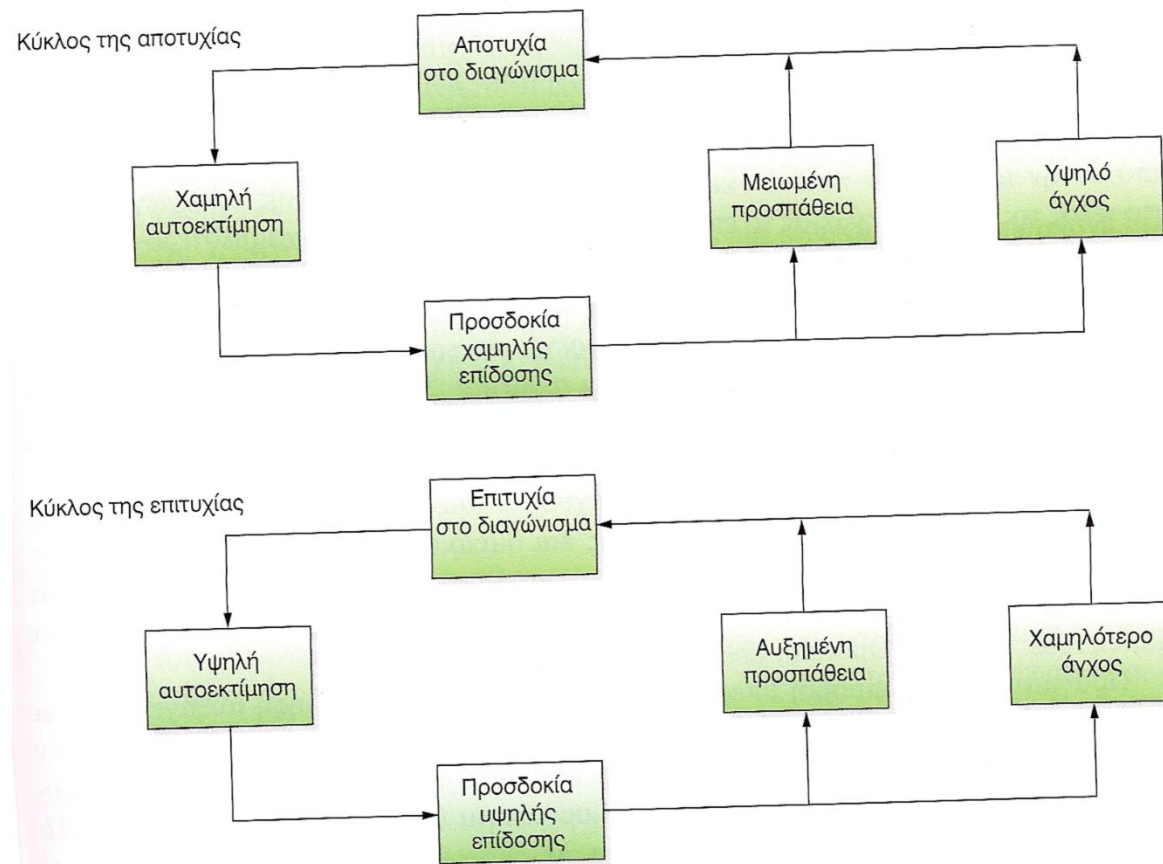 Κύκλος της αποτυχίας
Αποτυχία
στο διαγώνισμα
Χαμηλή
αυτοεκτίμηση
Μειωμένη
προσπάθεια
Υψηλό
άγχος
Προσδοκία
χαμηλής
επίδοσης
Κύκλος της επιτυχίας
Επιτυχία
στο διαγώνισμα
Υψηλή
αυτοεκτίμηση
Αυξημένη
προσπάθεια
Χαμηλότερο
άγχος
Προσδοκία
υψηλής
επίδοσης